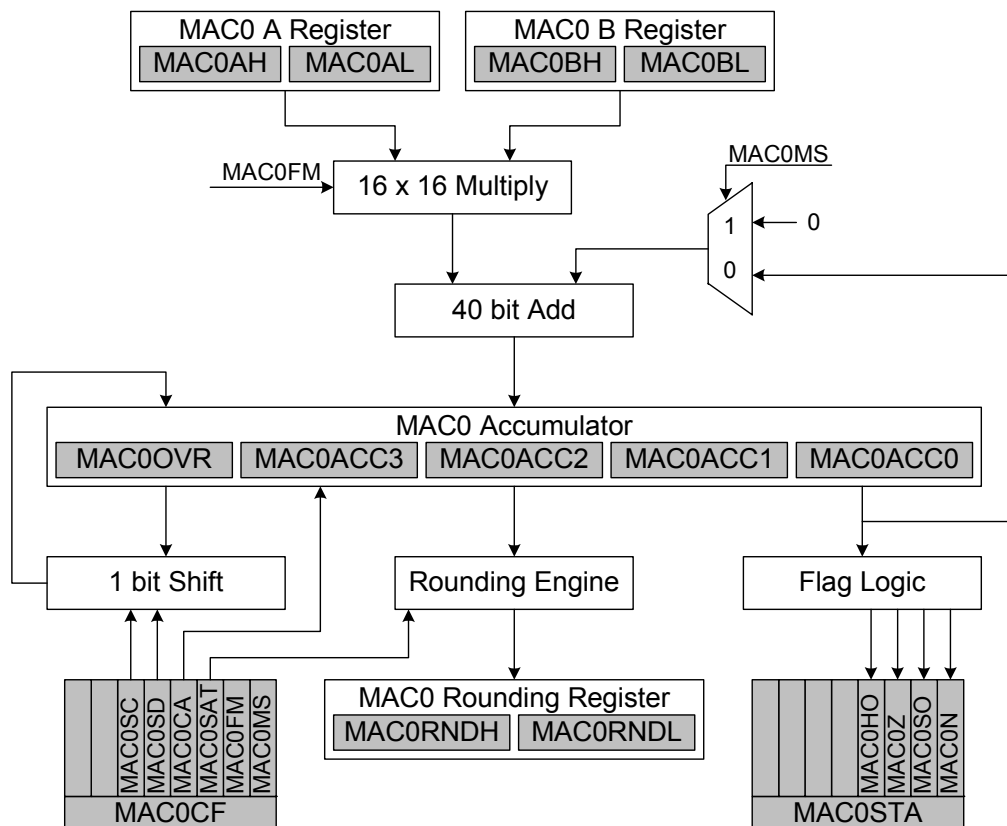 MAC0 A Register
MAC0AH MAC0AL
MAC0 B Register
MAC0BH MAC0BL
MAC0FM
16 x 16 Multiply
MAC0MS
1
0
0
40 bit Add
MAC0 Accumulator
MAC0OVR MAC0ACC3 MAC0ACC2 MAC0ACC1 MAC0ACC0
1 bit Shift
Rounding Engine
Flag Logic
MAC0SC
MAC0SD
MAC0CA
MAC0SAT
MAC0FM
MAC0MS
MAC0CF
MAC0 Rounding Register
MAC0RNDH MAC0RNDL
MAC0HO
MAC0Z
MAC0SO
MAC0N
MAC0STA